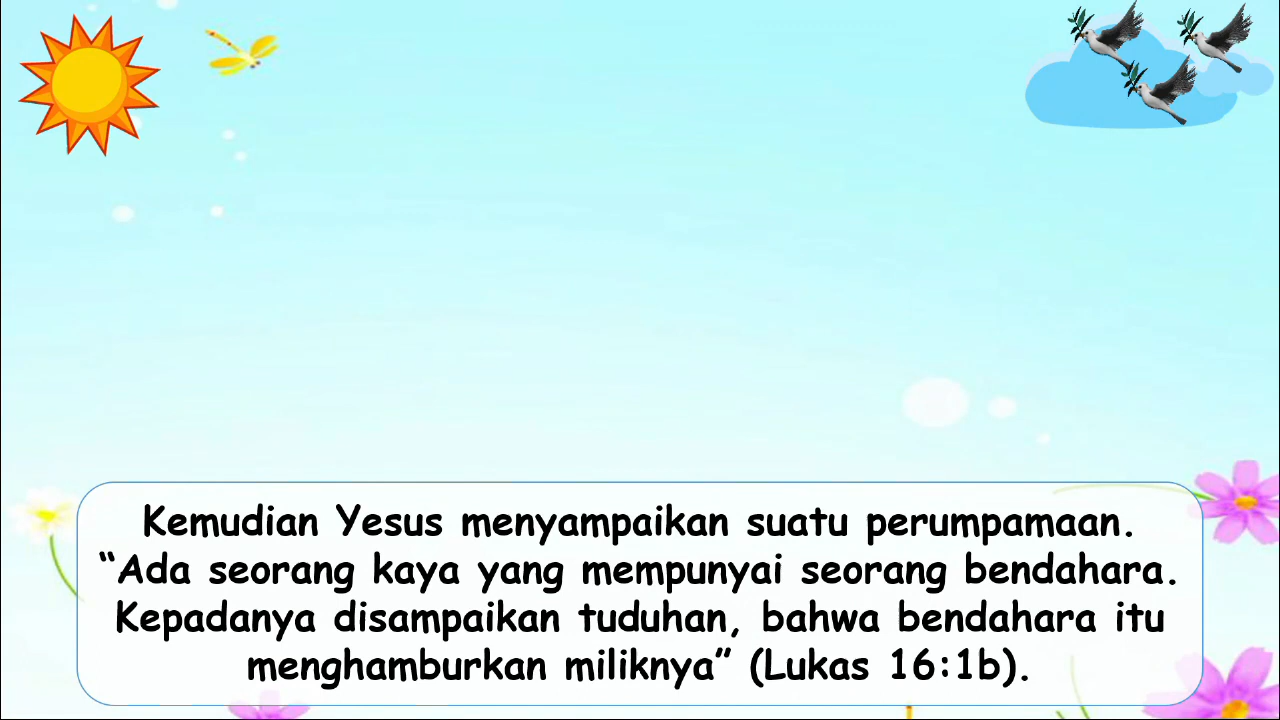 Kemudian Yesus menyampaikan suatu perumpamaan.
“Ada seorang kaya yang mempunyai seorang bendahara.
Kepadanya disampaikan tuduhan, bahwa bendahara itu
menghamburkan miliknya” (Lukas 16:1b).